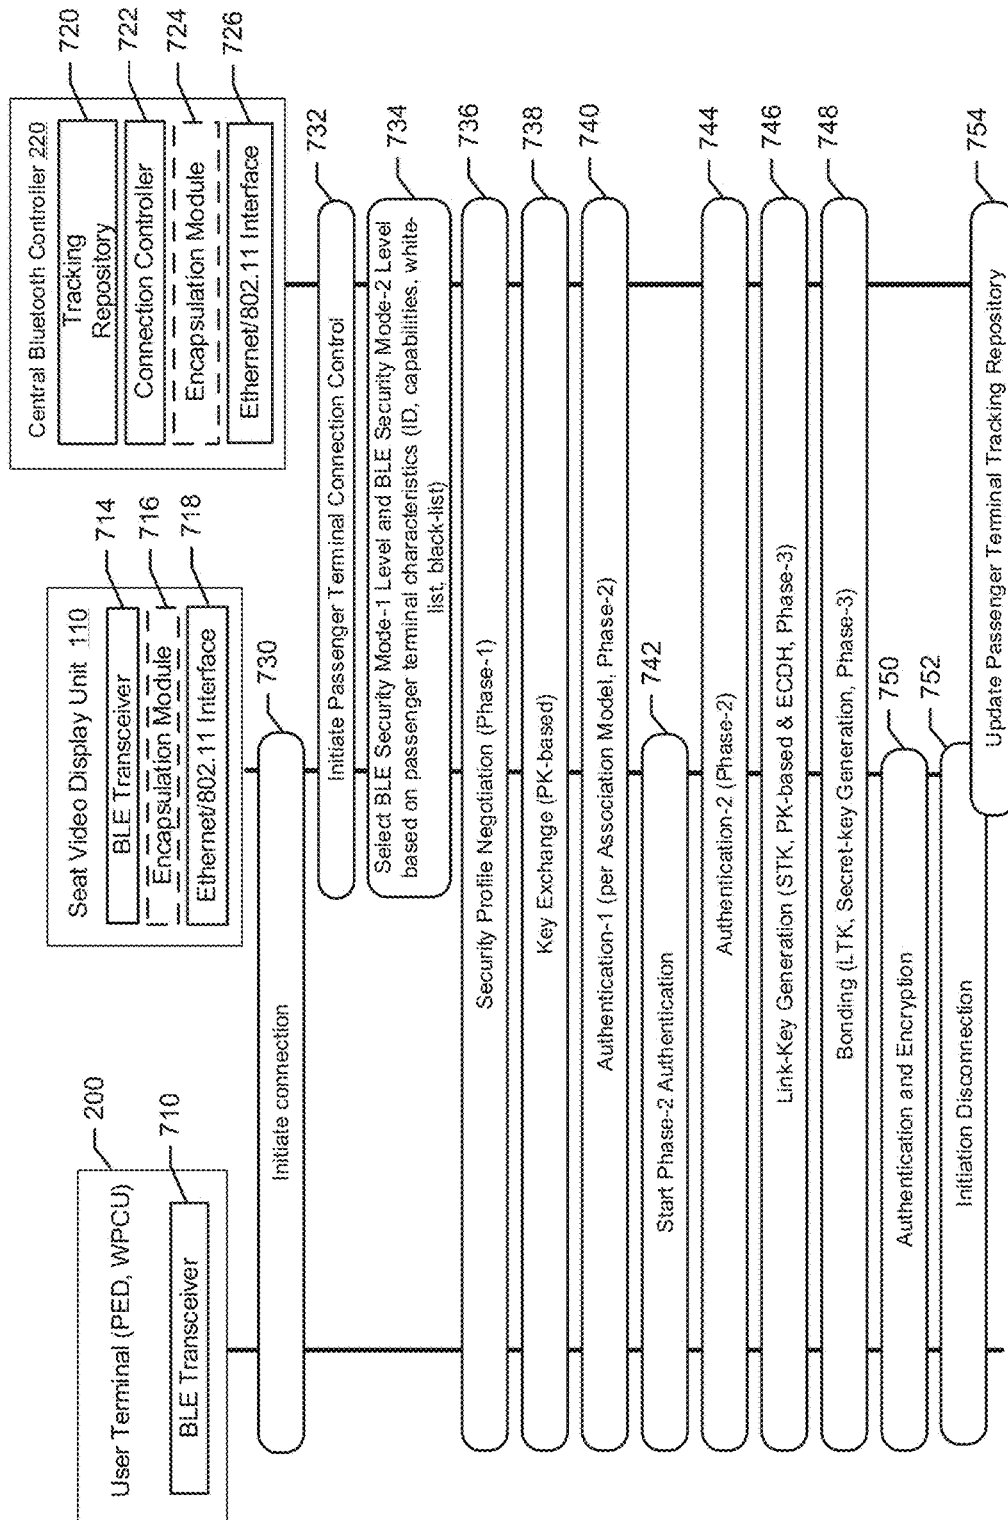 User Terminal (PED, WPCU)
200
BLE Transceiver
710
Seat Video Display Unit 110
BLE Transceiver
714
Encapsulation Module
716
Ethernet/802.11 Interface
718
Central Bluetooth Controller 220
Tracking
Repository
720
Connection Controller
722
Encapsulation Module
724
Ethernet/802.11 Interface
726
Initiate connection
730
Initiate Passenger Terminal Connection Control
732
Select BLE Security Mode-1 Level and BLE Security Mode-2 Level
based on passenger terminal characteristics (ID, capabilities, white-
list, black-list)
734
Security Profile Negotiation (Phase-1)
736
Key Exchange (PK-based)
738
Authentication-1 (per Association Model, Phase-2)
740
Start Phase-2 Authentication
742
Authentication-2 (Phase-2)
744
Link-Key Generation (STK, PK-based & ECDH, Phase-3)
746
Bonding (LTK, Secret-key Generation, Phase-3)
748
Authentication and Encryption
750
Initiation Disconnection
752
Update Passenger Terminal Tracking Repository
754